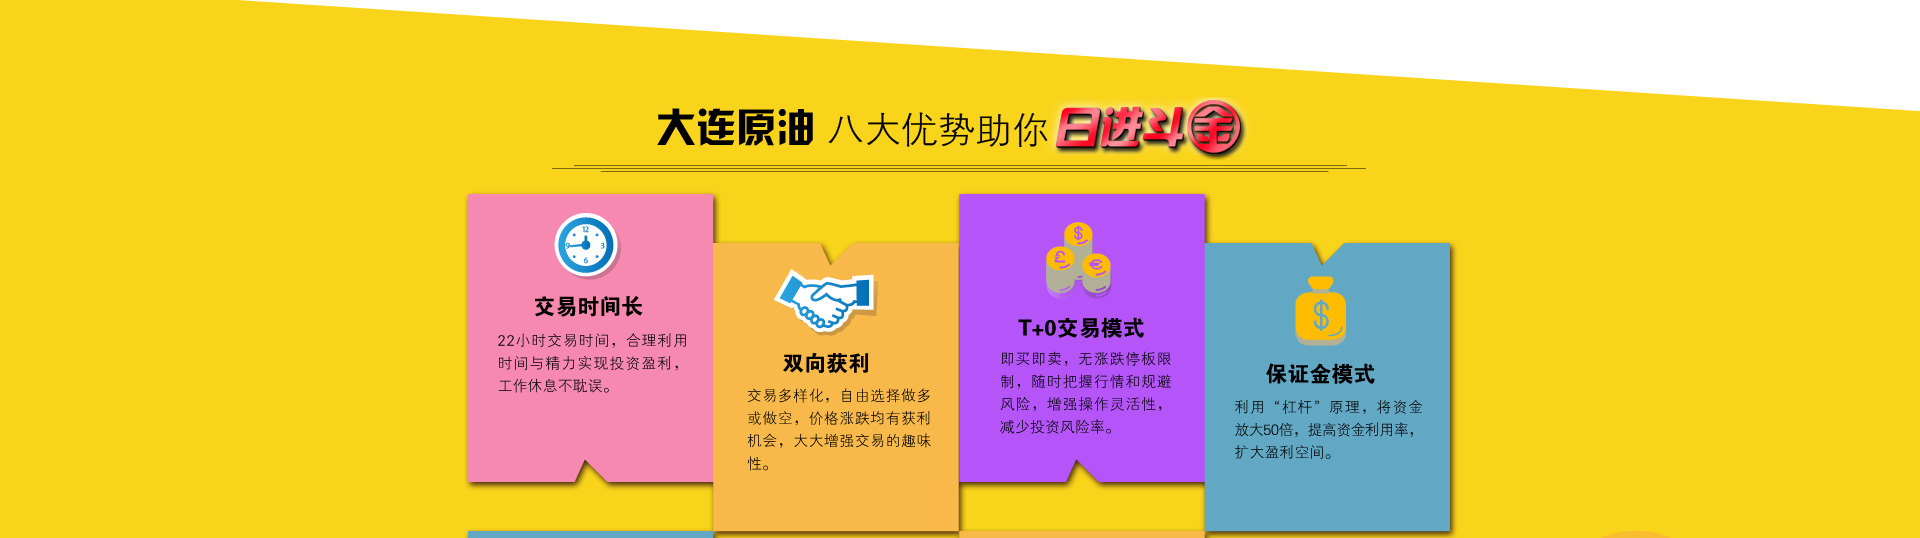 大连原油 八大优势助你 日进斗金
交易时间长
22小时交易时间，合理利用
时间与精力实现投资盈利，
工作休息不耽误。
双向获利
交易多样化，自由选择做多
或做空，价格涨跌均有获利
机会，大大增强交易的趣味
性。
T+0交易模式
即买即卖，无涨跌停板限
制，随时把握行情和规避
风险，增强操作灵活性，
减少投资风险率。
保证金模式
利用“杠杆”原理，将资金
放大50倍，提高资金利用率，
扩大盈利空间。